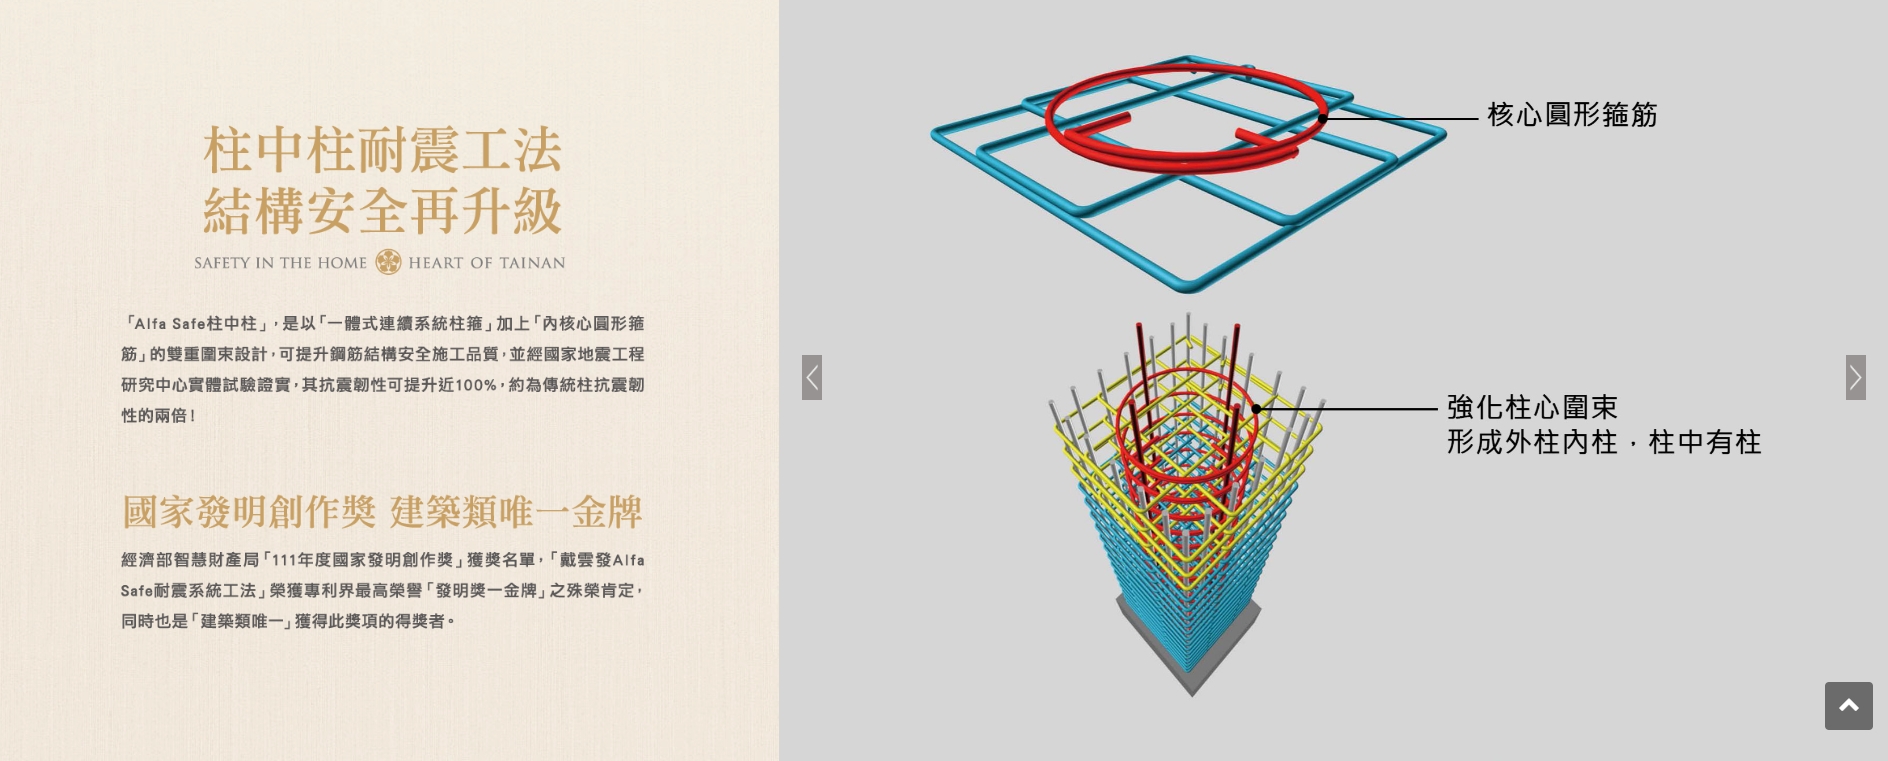 柱中柱耐震工法
結構安全再升級
SAFETY IN THE HOME HEART OF TAINAN
「Alfa Safe柱中柱」，是以「一體式連續系統柱箍」加上「內核心圓形箍
筋」的雙重圍束設計，可提升鋼筋結構安全施工品質，並經國家地震工程
研究中心實體試驗證實，其抗震韌性可提升近100%，約為傳統柱抗震韌
性的兩倍！
國家發明創作獎 建築類唯一金牌
經濟部智慧財產局「111年度國家發明創作獎」獲獎名單，「戴雲發Alfa
Safe耐震系統工法」榮獲專利界最高榮譽「發明獎一金牌」之殊榮肯定，
同時也是「建築類唯一」獲得此獎項的得獎者。
核心圓形箍筋
強化柱心圍束
形成外柱內柱，柱中有柱